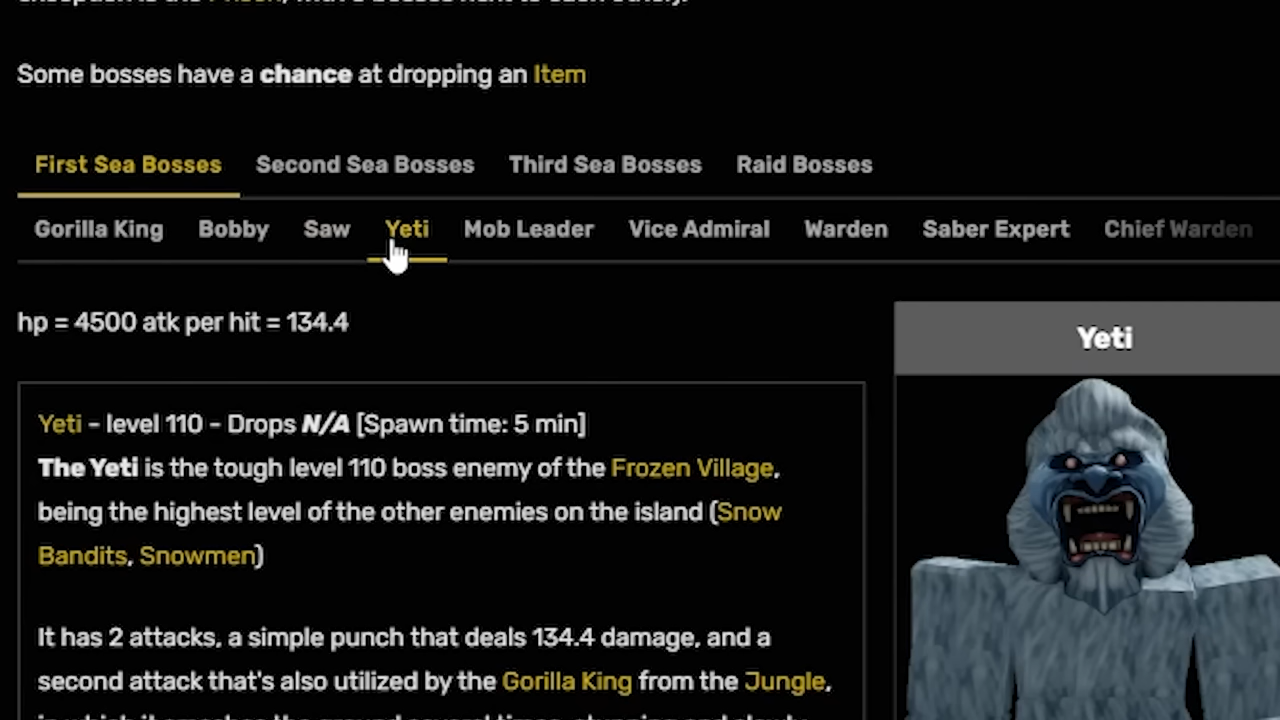 Some bosses have a chance at dropping an Item
First Sea Bosses Second Sea Bosses Third Sea Bosses Raid Bosses
Gorilla King Bobby Saw Yeti Mob Leader Vice Admiral Warden Saber Expert Chief Warden
hp = 4500 atk per hit = 134.4
Yeti
Yeti - level 110 - Drops N/A [Spawn time: 5 min]
The Yeti is the tough level 110 boss enemy of the Frozen Village,
being the highest level of the other enemies on the island (Snow
Bandits, Snowmen)
It has 2 attacks, a simple punch that deals 134.4 damage, and a
second attack that's also utilized by the Gorilla King from the Jungle,